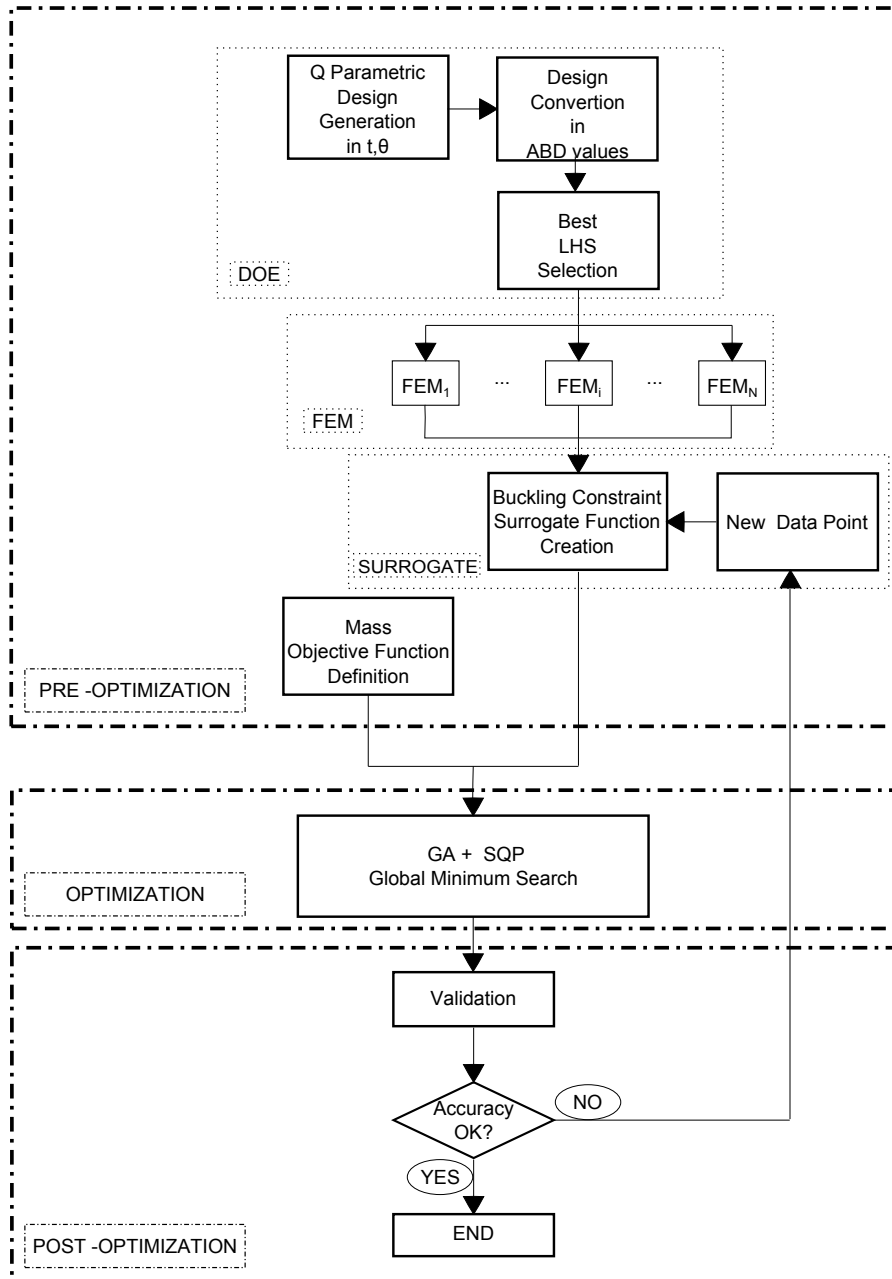 Q Parametric
Design
Generation
in t,θ
Design
Convertion
in
ABD values
Best
LHS
Selection
DOE
FEM1
...
FEMi
...
FEMN
FEM
Buckling Constraint
Surrogate Function
Creation
New Data Point
SURROGATE
Mass
Objective Function
Definition
PRE -OPTIMIZATION
GA + SQP
Global Minimum Search
OPTIMIZATION
Validation
Accuracy
OK?
NO
YES
END
POST -OPTIMIZATION